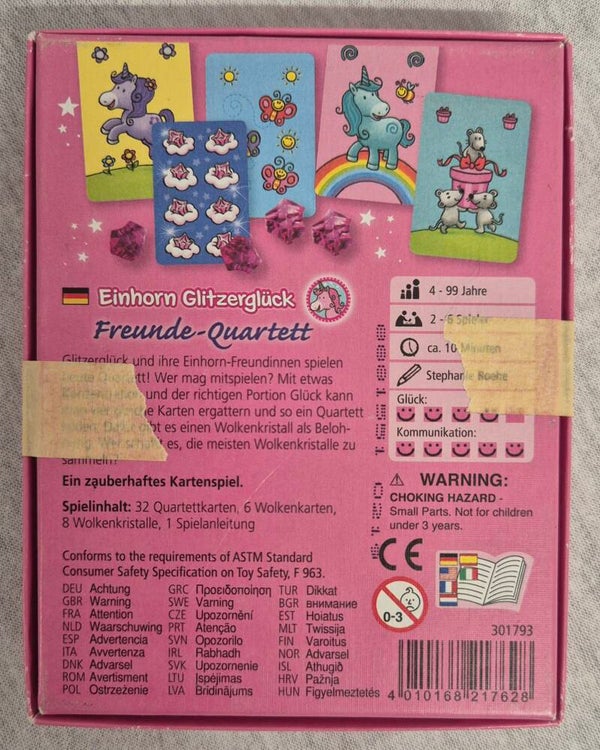 Einhorn Glitzerglück
Freunde-Quartett
Glitzerglück und ihre Einhorn-Freundinnen spielen
Quartett! Wer mag mitspielen? Mit etwas
und der richtigen Portion Glück kann
Karten ergattern und so ein Quartett
es einen Wolkenkristall als Beloh-
es, die meisten Wolkenkristalle zu
sammeln?
Ein zauberhaftes Kartenspiel.
Spielinhalt: 32 Quartettkarten, 6 Wolkenkarten,
8 Wolkenkristalle, 1 Spielanleitung
4 - 99 Jahre
2 - 6 Spieler
ca. 10 Minuten
Stephanie Roehe
Glück:
Kommunikation:
WARNING:
CHOKING HAZARD -
Small Parts. Not for children
under 3 years.
CE
0-3
Conforms to the requirements of ASTM Standard
Consumer Safety Specification on Toy Safety, F 963.
DEU Achtung
GBR Warning
FRA Attention
NLD Waarschuwing
ESP Advertencia
ITA Avvertenza
DNK Advarsel
ROM Avertisment
POL Ostrzeżenie
GRC Προειδοποίηση
SWE Varning
CZE Upozornění
PRT Atenção
SVN Opozorilo
IRL Rabhadh
SVK Upozornenie
LTU Įspėjimas
LVA Brīdinājums
TUR Dikkat
BGR внимание
EST Hoiatus
MLT Twissija
FIN Varoitus
NOR Advarsel
ISL Athugið
HRV Pažnja
HUN Figyelmeztetés
301793
4 010168 217628